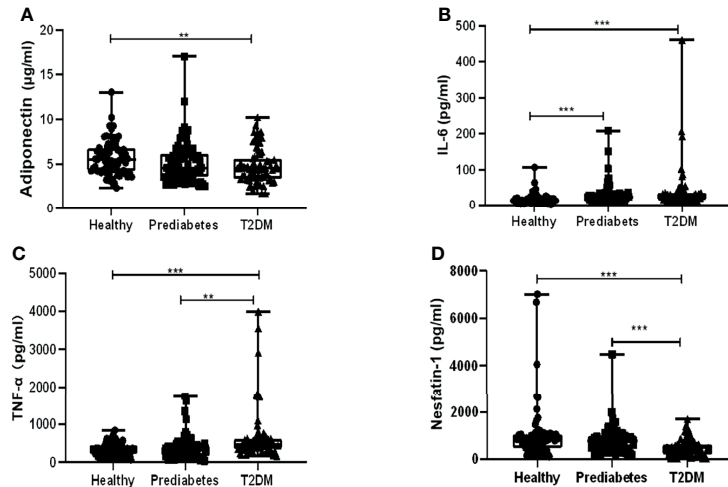 A
**
20
15
10
5
0
Adiponectin (μg/ml)
Healthy Prediabetes T2DM
B
***
***
500
400
300
200
100
0
IL-6 (pg/ml)
Healthy Prediabetes T2DM
C
***
**
5000
4000
3000
2000
1000
0
TNF-α (pg/ml)
Healthy Prediabetes T2DM
D
***
***
8000
6000
4000
2000
0
Nesfatin-1 (pg/ml)
Healthy Prediabetes T2DM